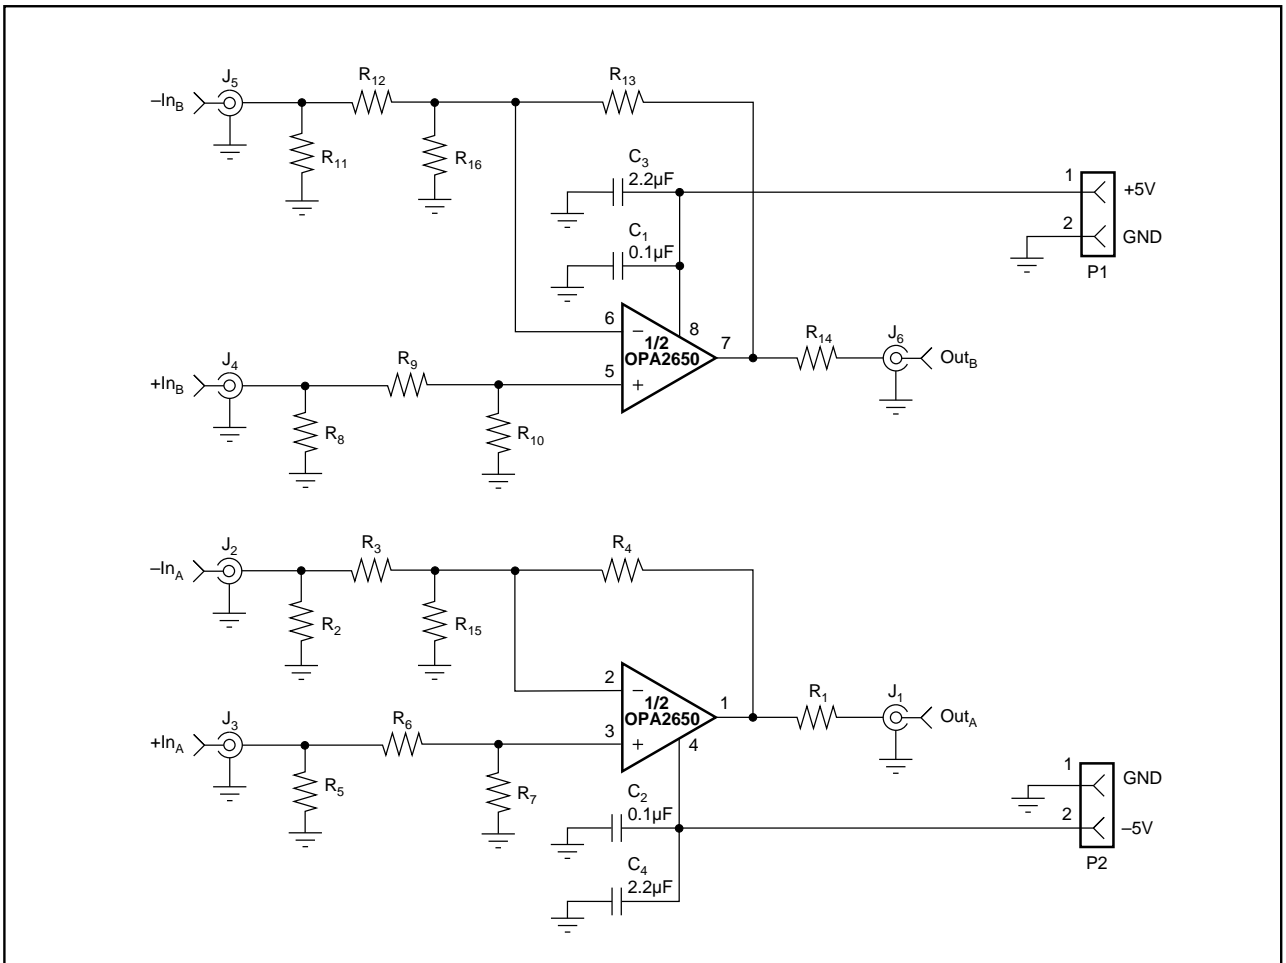 J5
–InB
R12
R13
R11
R16
C3
2.2µF
1
+5V
2
GND
P1
C1
0.1µF
6
–
8
1/2
OPA2650
7
R14
J6
OutB
J4
+InB
R9
5
+
R8
R10
J2
–InA
R3
R4
R2
R15
2
–
1/2
OPA2650
1
R1
J1
OutA
J3
+InA
R6
3
+
4
R5
R7
C2
0.1µF
1
GND
2
–5V
P2
C4
2.2µF